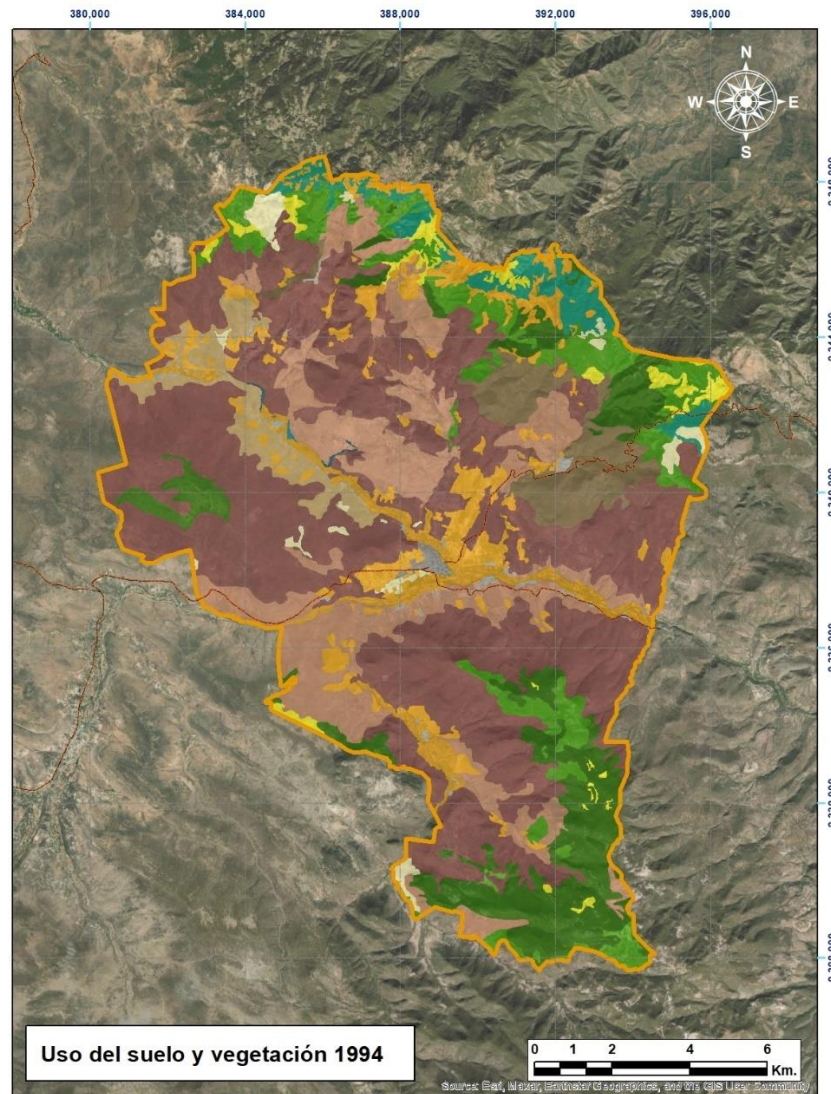 380,000 384,000 388,000 392,000 396,000
N
W E
S
Uso del suelo y vegetación 1994
0 1 2 4 6
Km.
Source: Esri, Maxar, Earthstar Geographics, and the GIS User Community